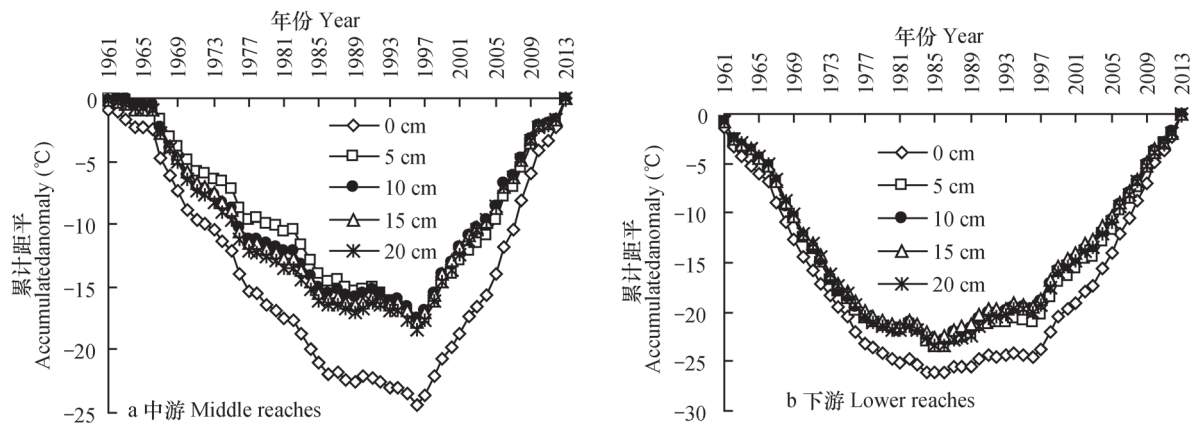 年份 Year
1961 1965 1969 1973 1977 1981 1985 1989 1993 1997 2001 2005 2009 2013
0
−5
−10
−15
−20
−25
累计距平
Accumulatedanomaly (℃)
0 cm
5 cm
10 cm
15 cm
20 cm
a 中游 Middle reaches
年份 Year
1961 1965 1969 1973 1977 1981 1985 1989 1993 1997 2001 2005 2009 2013
0
−5
−10
−15
−20
−25
−30
累计距平
Accumulatedanomaly (℃)
0 cm
5 cm
10 cm
15 cm
20 cm
b 下游 Lower reaches